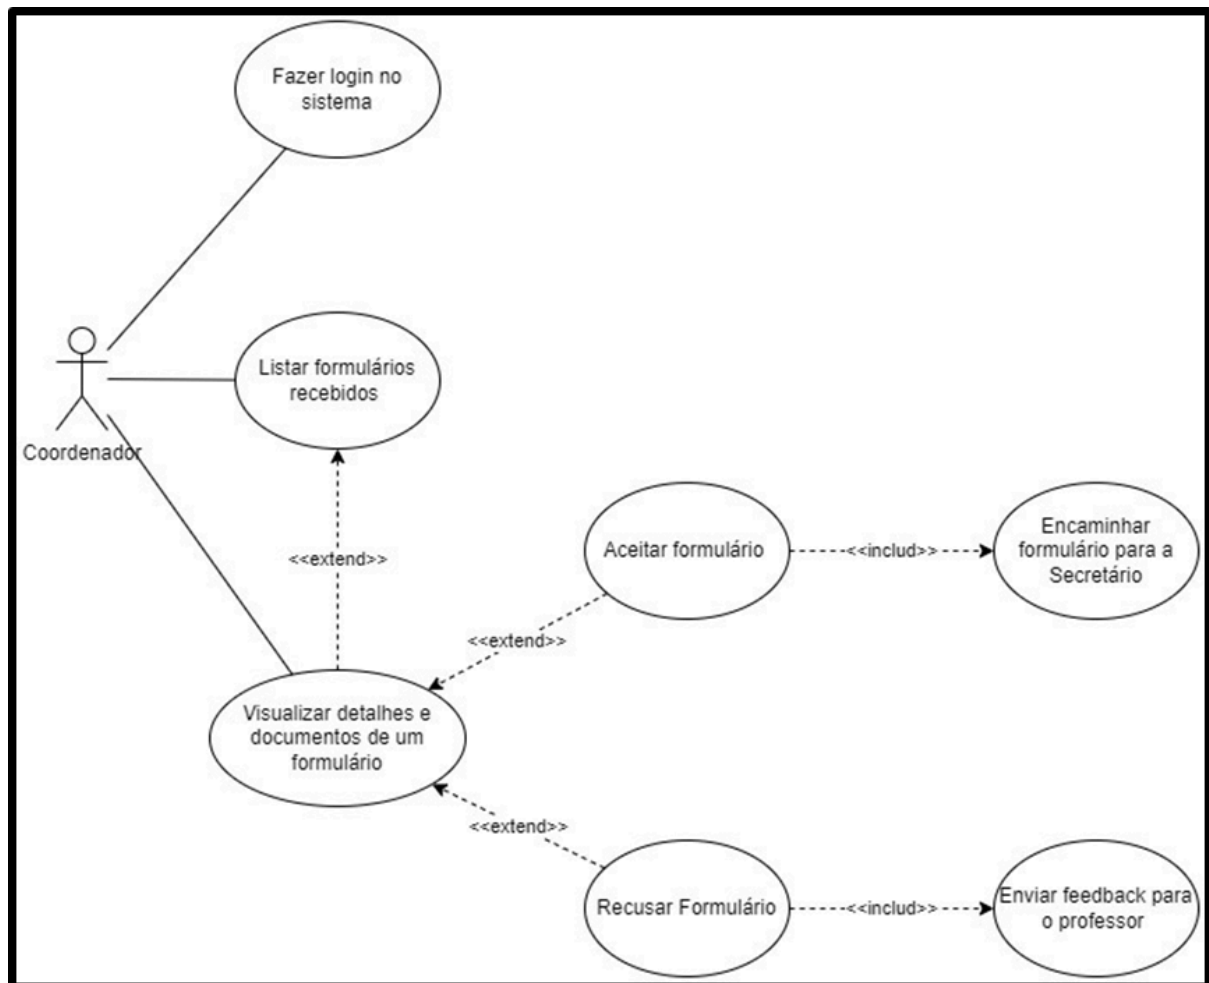 Fazer login no
sistema
Listar formulários
recebidos
Coordenador
<<extend>>
Aceitar formulário
<<includ>>
Encaminhar
formulário para a
Secretário
<<extend>>
Visualizar detalhes e
documentos de um
formulário
<<extend>>
Recusar Formulário
<<includ>>
Enviar feedback para
o professor